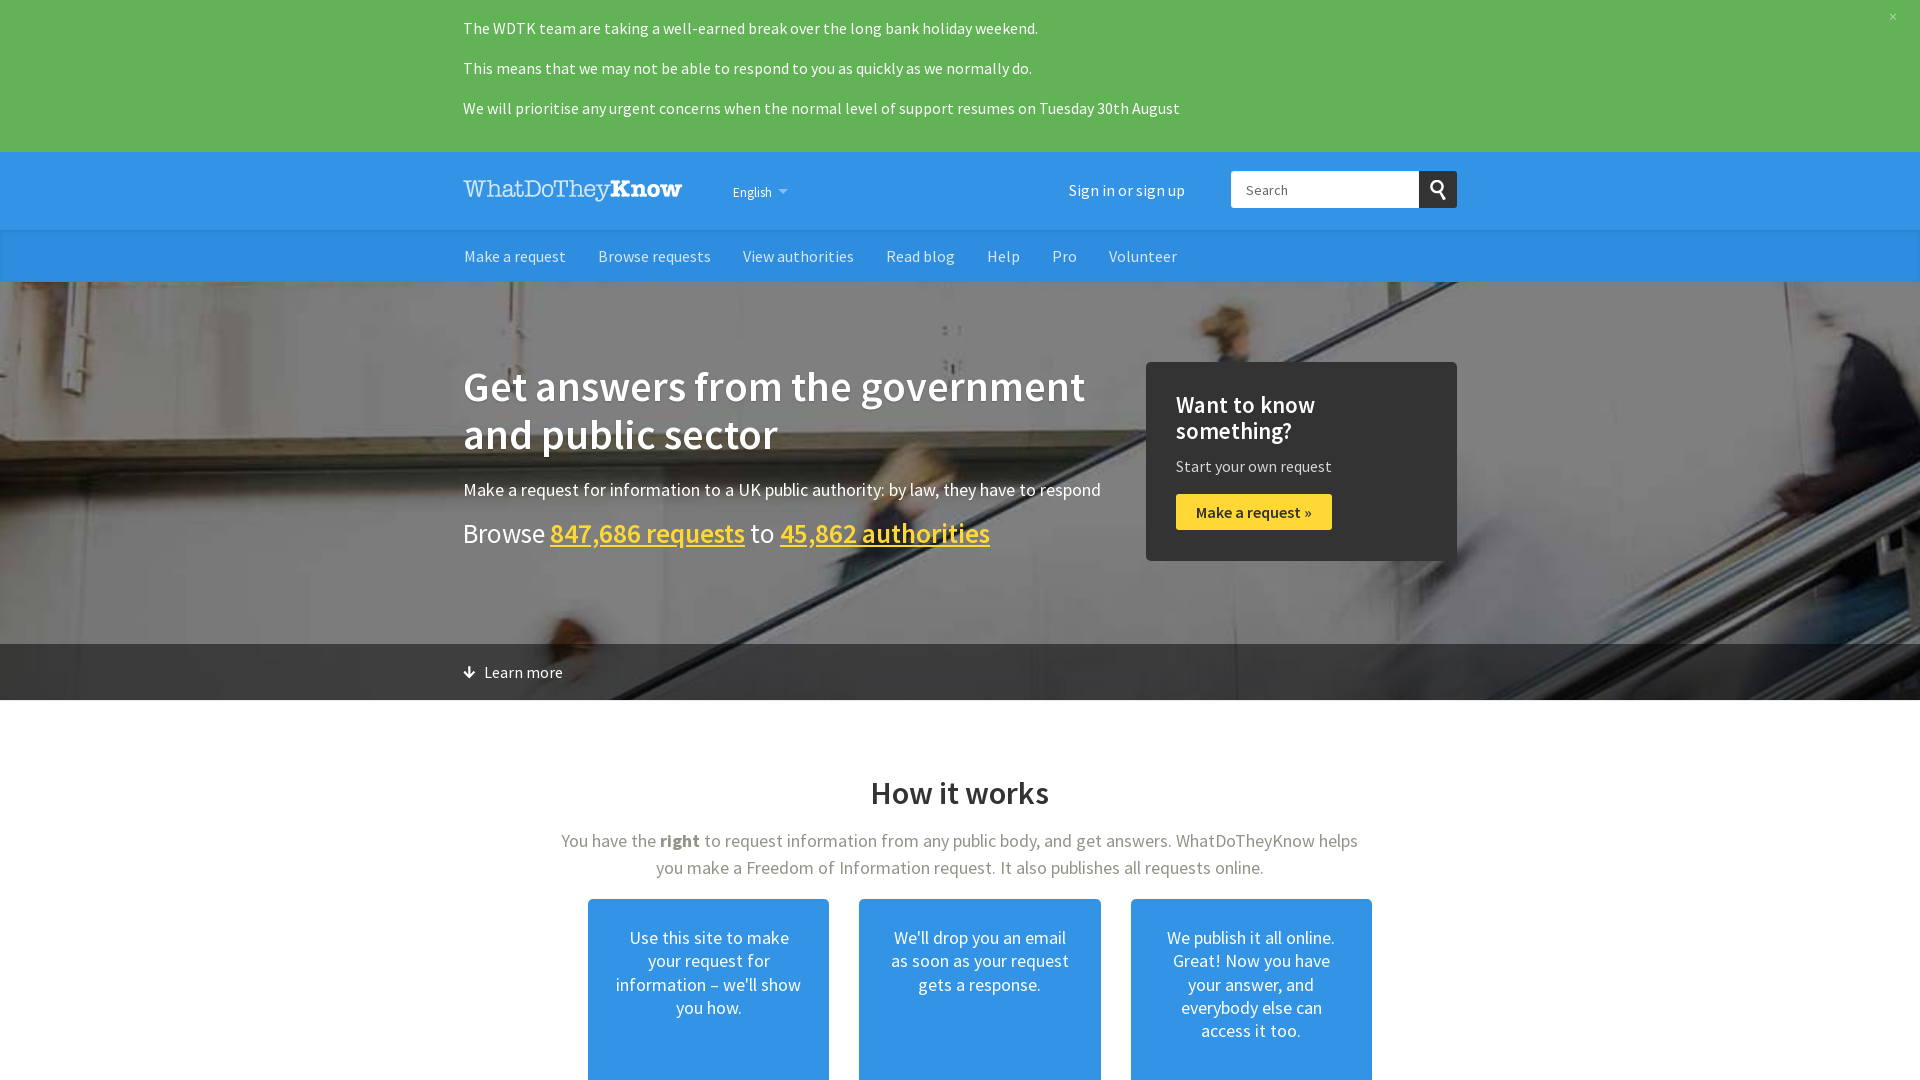 The WDTK team are taking a well-earned break over the long bank holiday weekend.
×
This means that we may not be able to respond to you as quickly as we normally do.
We will prioritise any urgent concerns when the normal level of support resumes on Tuesday 30th August
WhatDoTheyKnow
English
Sign in or sign up
Search
Make a request
Browse requests
View authorities
Read blog
Help
Pro
Volunteer
Get answers from the government
and public sector
Make a request for information to a UK public authority: by law, they have to respond
Browse 847,686 requests to 45,862 authorities
Want to know
something?
Start your own request
Make a request »
Learn more
How it works
You have the right to request information from any public body, and get answers. WhatDoTheyKnow helps
you make a Freedom of Information request. It also publishes all requests online.
Use this site to make
your request for
information – we'll show
you how.
We'll drop you an email
as soon as your request
gets a response.
We publish it all online.
Great! Now you have
your answer, and
everybody else can
access it too.